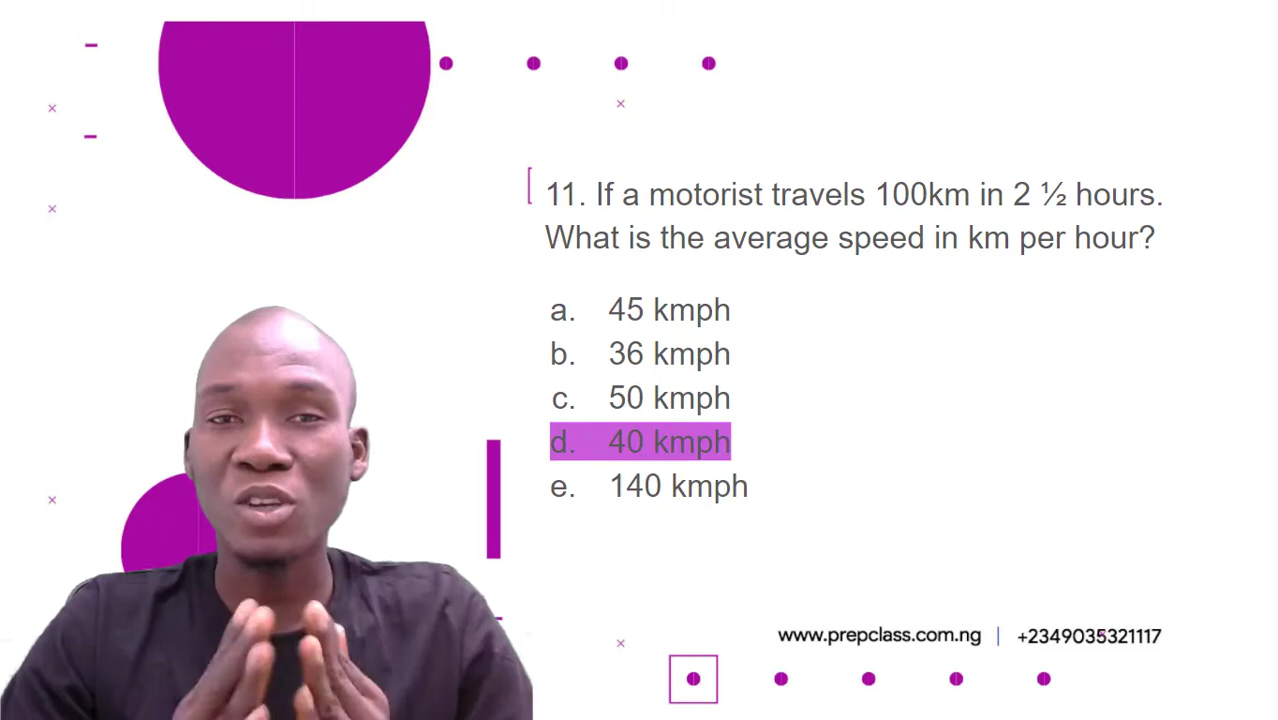 11. If a motorist travels 100km in 2 ½ hours.
What is the average speed in km per hour?
a. 45 kmph
b. 36 kmph
c. 50 kmph
d. 40 kmph
e. 140 kmph
www.prepclass.com.ng | +2349035321117